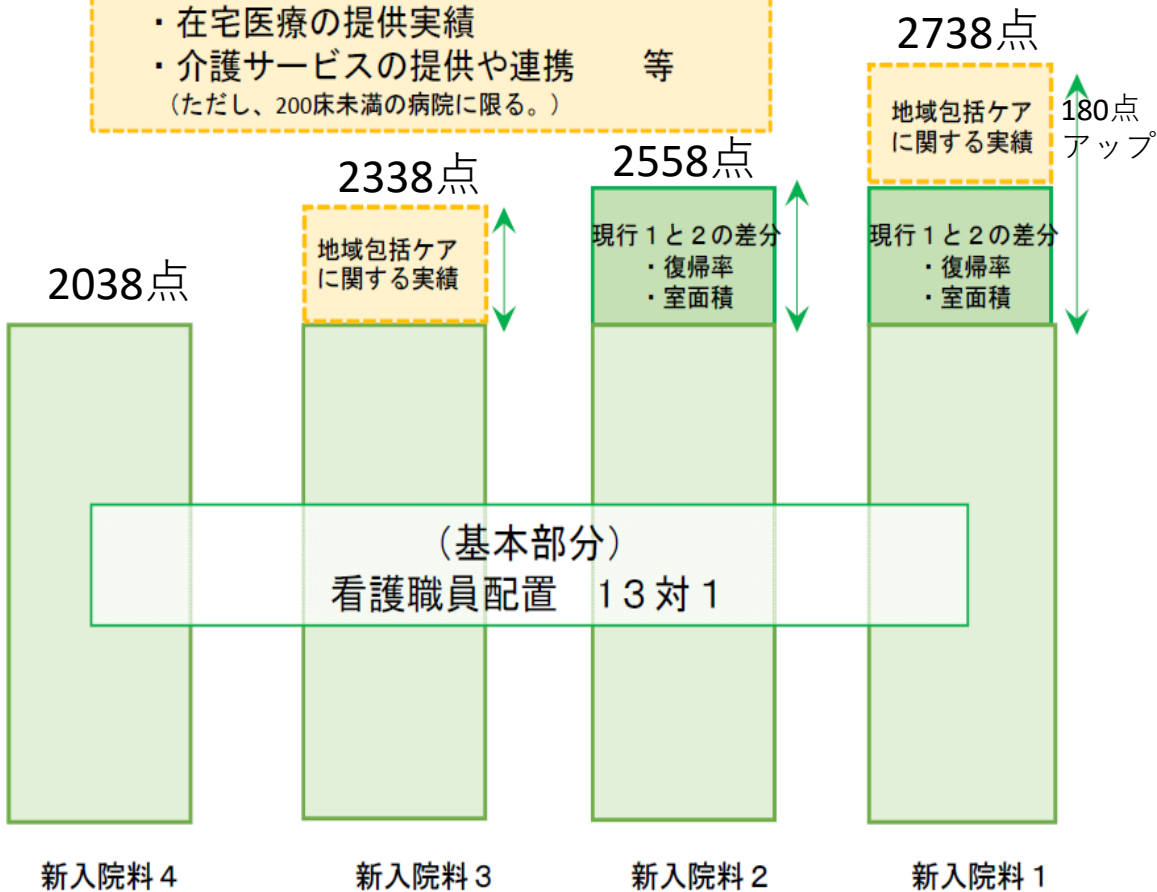 ・在宅医療の提供実績
・介護サービスの提供や連携　　等
（ただし、200床未満の病院に限る。）
2738点
地域包括ケア
に関する実績
180点
アップ
2338点
2558点
地域包括ケア
に関する実績
現行１と２の差分
・復帰率
・室面積
現行１と２の差分
・復帰率
・室面積
2038点
（基本部分）
看護職員配置　１３対１
新入院料４
新入院料３
新入院料２
新入院料１